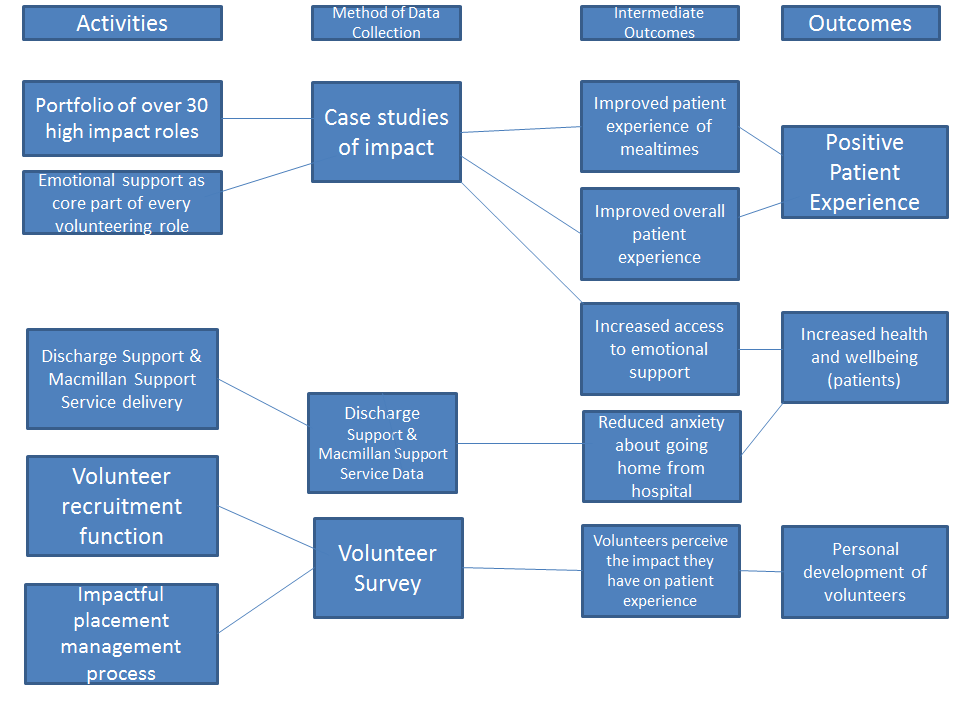 Activities
Method of Data
Collection
Intermediate
Outcomes
Outcomes
Portfolio of over 30
high impact roles
Emotional support as
core part of every
volunteering role
Discharge Support &
Macmillan Support
Service delivery
Volunteer
recruitment
function
Impactful
placement
management
process
Case studies
of impact
Discharge
Support &
Macmillan Support
Service Data
Volunteer
Survey
Improved patient
experience of
mealtimes
Improved overall
patient
experience
Increased access
to emotional
support
Reduced anxiety
about going
home from
hospital
Volunteers perceive
the impact they
have on patient
experience
Positive
Patient
Experience
Increased health
and wellbeing
(patients)
Personal
development of
volunteers